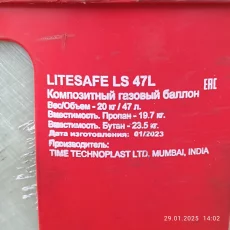 LITESAFE LS 47L
EAC
Композитный газовый баллон
Вес/Объем - 20 кг / 47 л.
Вместимость. Пропан - 19.7 кг.
Вместимость. Бутан - 23.5 кг.
Дата изготовления: 01/2023
Производитель:
TIME TECHNOPLAST LTD. MUMBAI, INDIA
29.01.2025 14:02